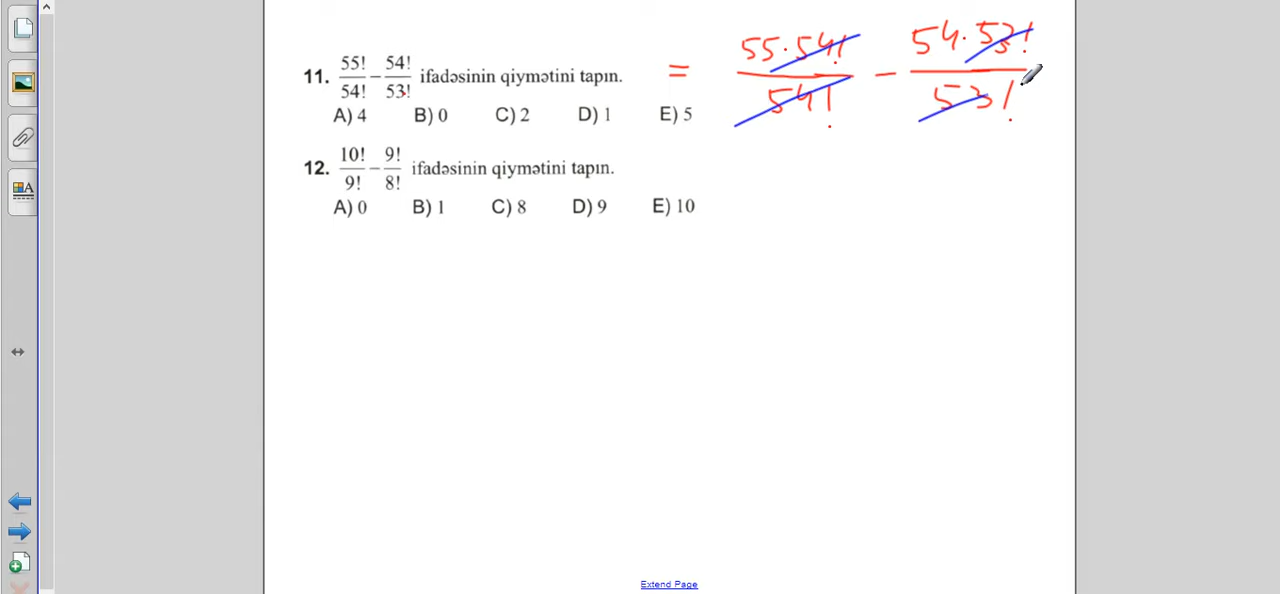 11. 55!/54! − 54!/53! ifadəsinin qiymətini tapın. = 55·54!/54! − 54·53!/53!
A) 4 B) 0 C) 2 D) 1 E) 5
12. 10!/9! − 9!/8! ifadəsinin qiymətini tapın.
A) 0 B) 1 C) 8 D) 9 E) 10
Extend Page